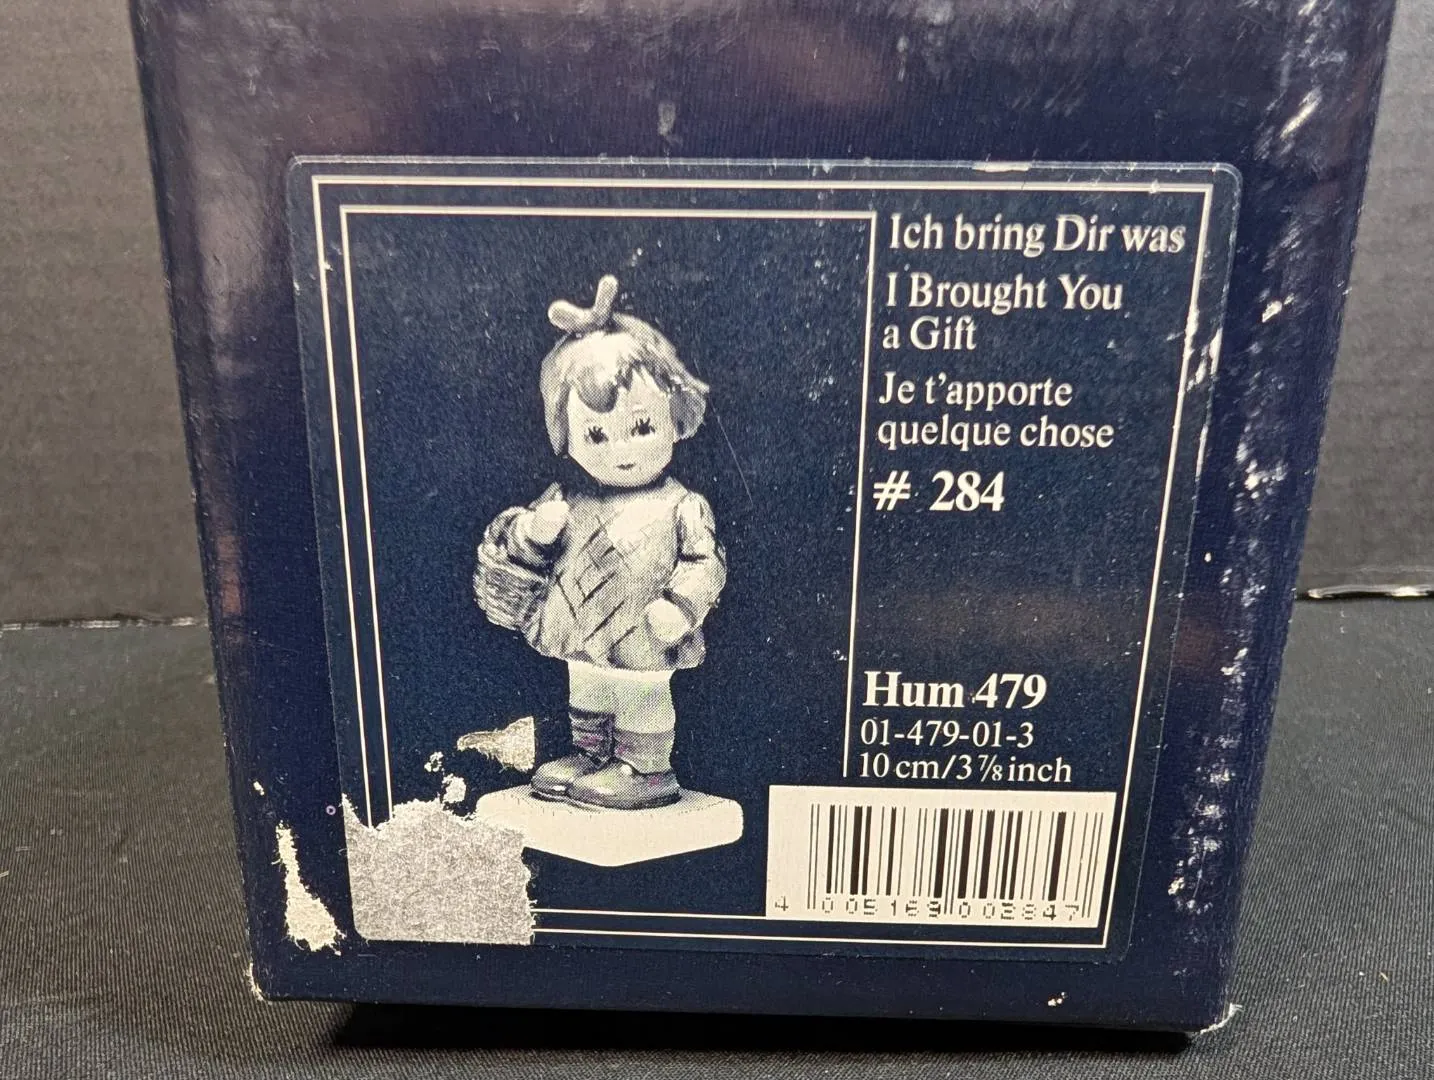 Ich bring Dir was
I Brought You
a Gift
Je t'apporte
quelque chose
# 284
Hum 479
01-479-01-3
10 cm/3 ⅞ inch
4 005169 002847